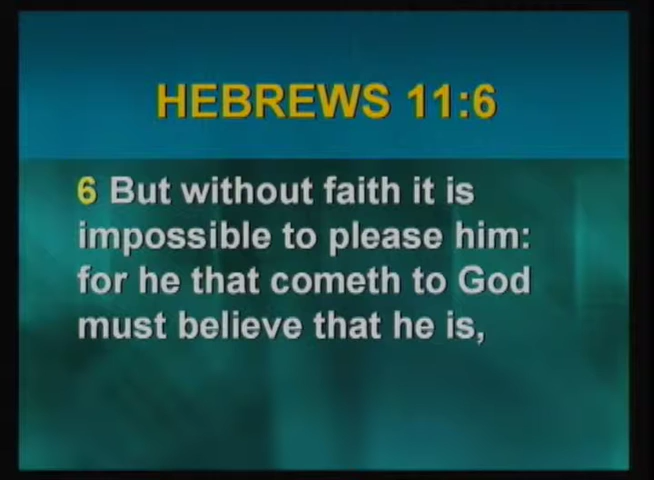 HEBREWS 11:6
6 But without faith it is
impossible to please him:
for he that cometh to God
must believe that he is,